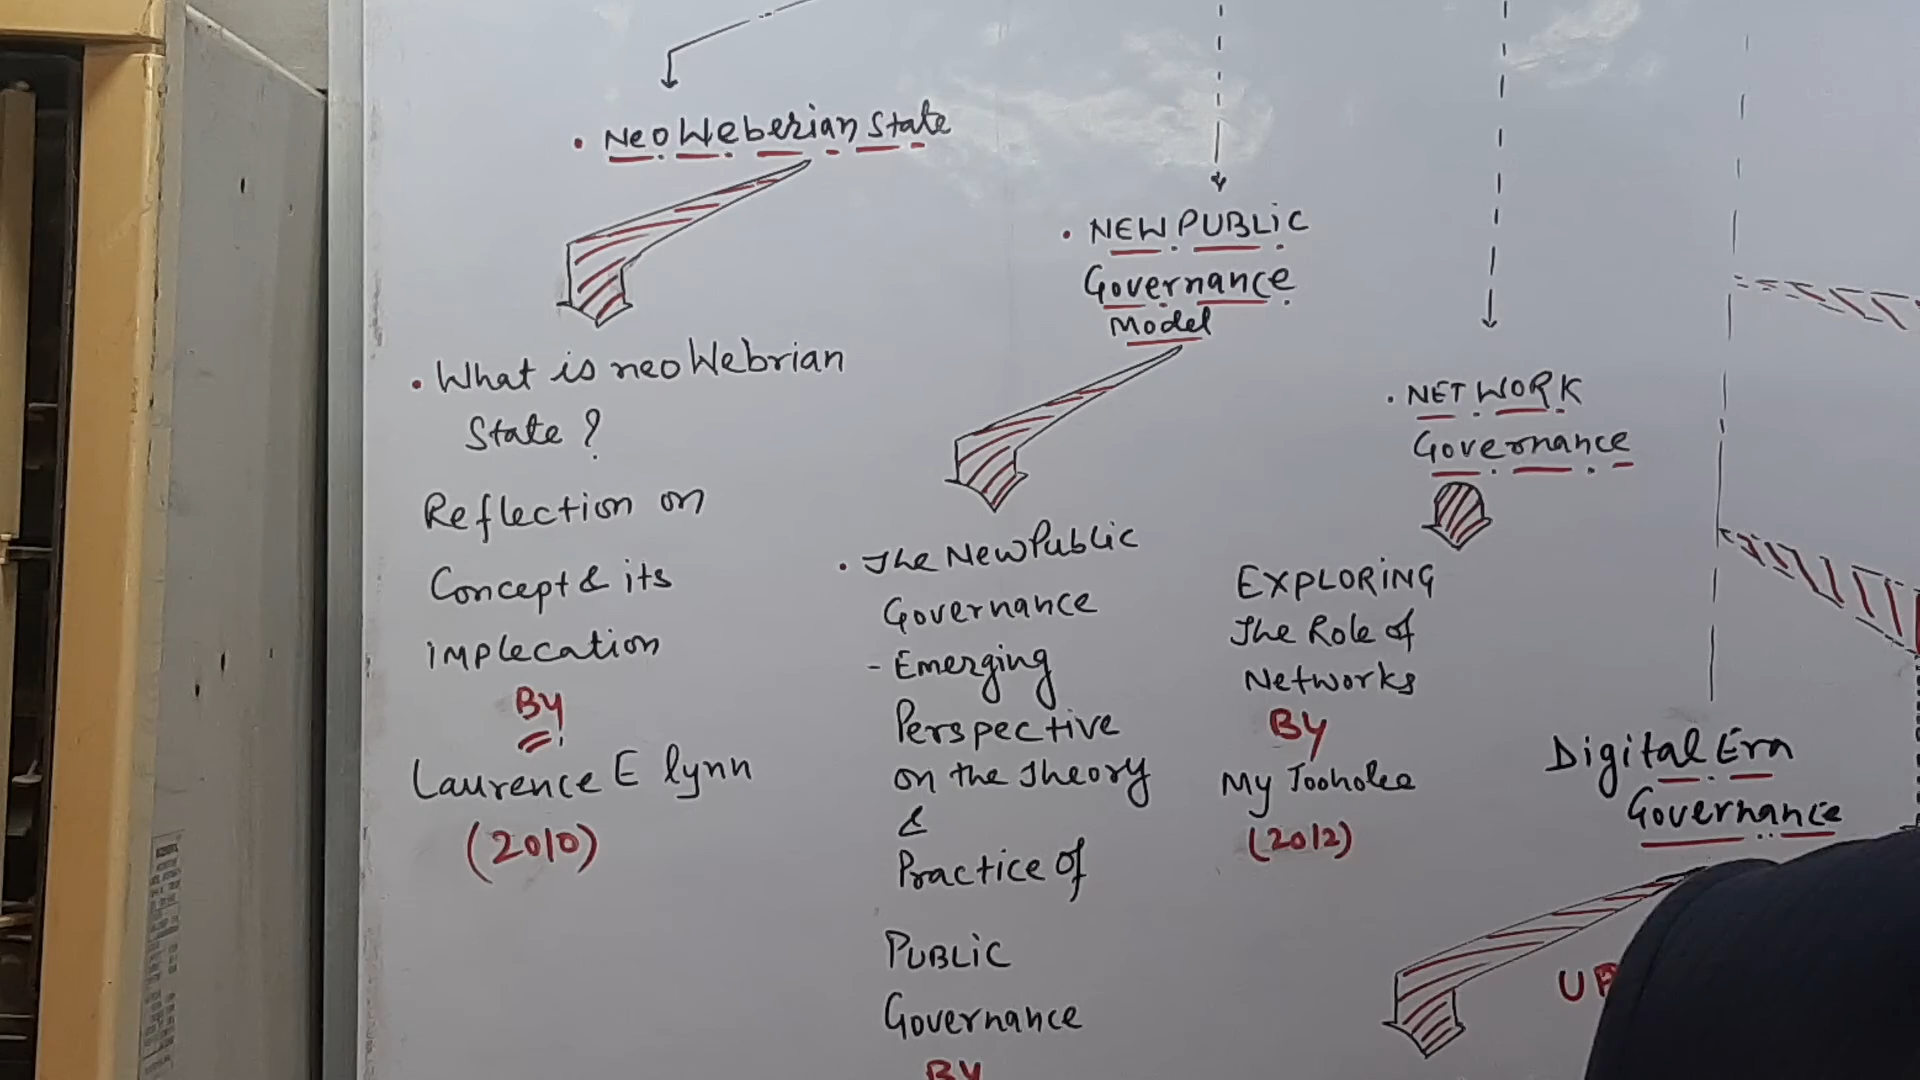 • Neo Weberian State
• What is neo Webrian
State ?
Reflection on
Concept & its
implecation
By
Laurence E lynn
(2010)
• NEW PUBLIC
Governance
Model
• The New Public
Governance
- Emerging
Perspective
on the Theory
&
Practice of
PUBLIC
Governance
By
• NETWORK
Governance
EXPLORING
The Role of
Networks
BY
(2012)
Digital Era
Governance